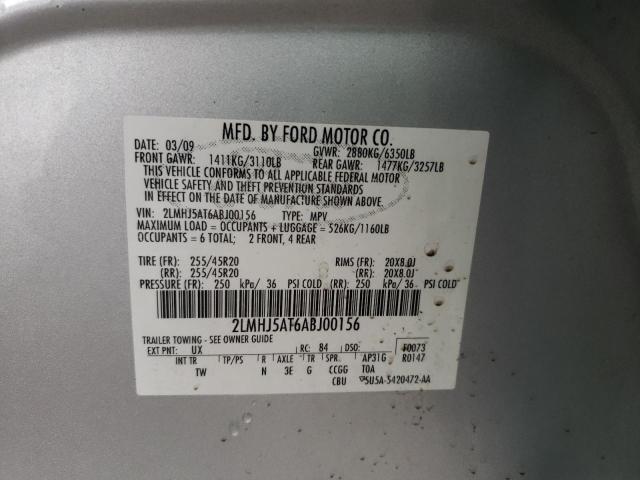 MFD. BY FORD MOTOR CO.
DATE: 03/09 GVWR: 2880KG/6350LB
FRONT GAWR: 1411KG/3110LB REAR GAWR: 1477KG/3257LB
THIS VEHICLE CONFORMS TO ALL APPLICABLE FEDERAL MOTOR
VEHICLE SAFETY AND THEFT PREVENTION STANDARDS
IN EFFECT ON THE DATE OF MANUFACTURE SHOWN ABOVE.
VIN: 2LMHJ5AT6ABJ00156 TYPE: MPV
MAXIMUM LOAD = OCCUPANTS + LUGGAGE = 526KG/1160LB
OCCUPANTS = 6 TOTAL; 2 FRONT, 4 REAR
TIRE (FR): 255/45R20 RIMS (FR): 20X8.0J
(RR): 255/45R20 (RR): 20X8.0J
PRESSURE (FR): 250 kPa/ 36 PSI COLD (RR): 250 kPa/ 36 PSI COLD
2LMHJ5AT6ABJ00156
TRAILER TOWING - SEE OWNER GUIDE
EXT PNT: UX RC: 84 DSO: T0073
INT TR TP/PS R AXLE TR SPR AP31G R0147
TW N 3E G CCGG TOA
CBU 5U5A-5420472-AA